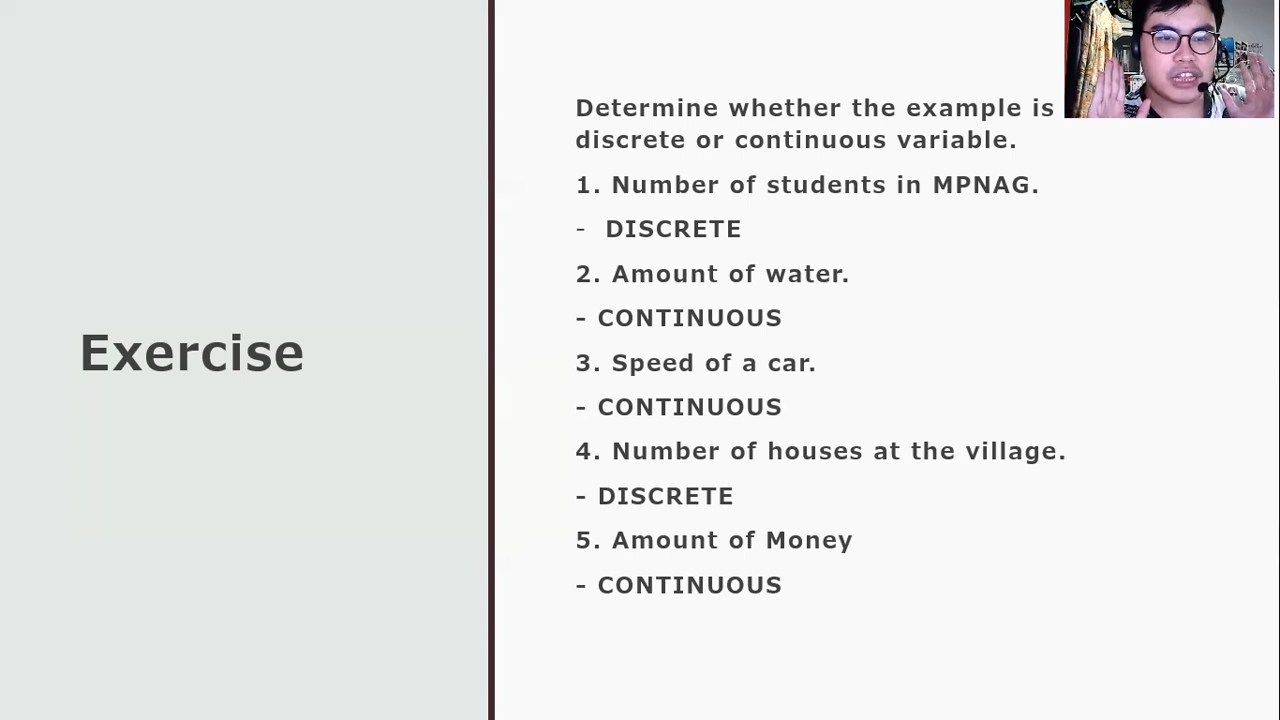 Exercise
Determine whether the example is
discrete or continuous variable.
1. Number of students in MPNAG.
- DISCRETE
2. Amount of water.
- CONTINUOUS
3. Speed of a car.
- CONTINUOUS
4. Number of houses at the village.
- DISCRETE
5. Amount of Money
- CONTINUOUS